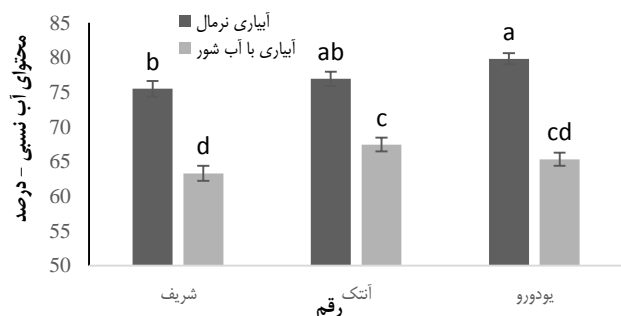 آبیاری نرمال
آبیاری با آب شور
محتوای آب نسبی - درصد
85
80
75
70
65
60
55
50
b
d
ab
c
a
cd
شریف
آنتک
یودورو
رقم